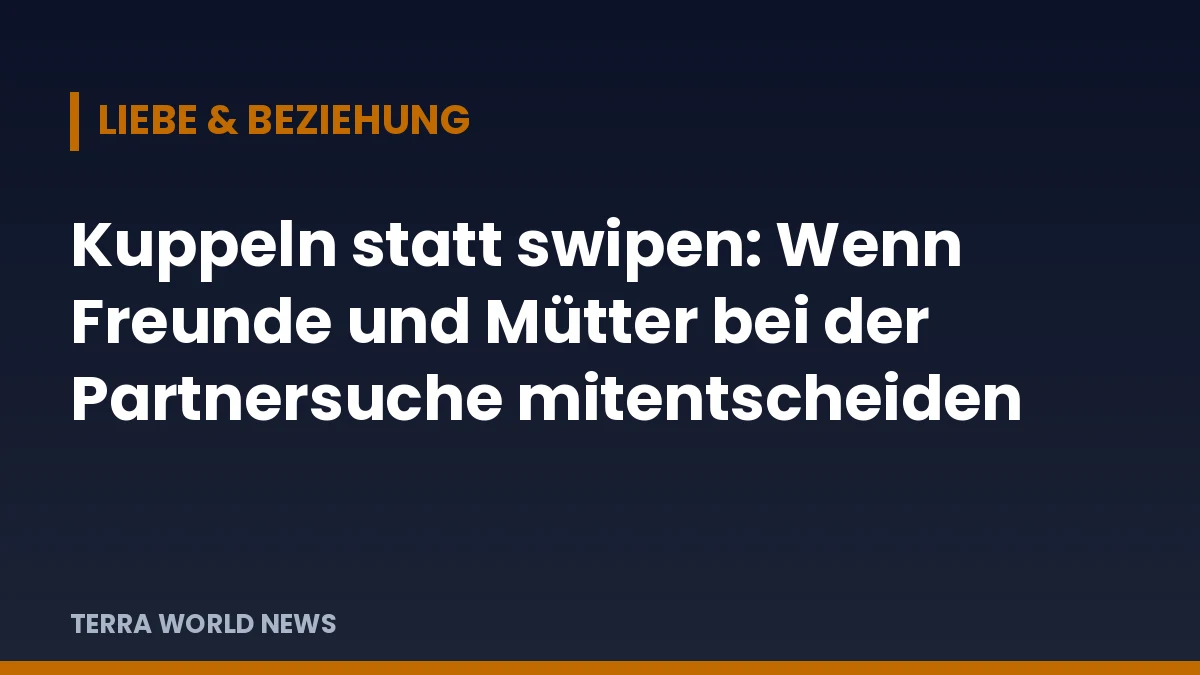 LIEBE & BEZIEHUNG
Kuppeln statt swipen: Wenn
Freunde und Mütter bei der
Partnersuche mitentscheiden
TERRA WORLD NEWS